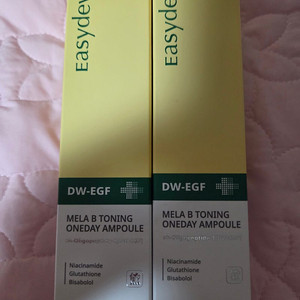 Easydew
DW-EGF
MELA B TONING
ONEDAY AMPOULE
Niacinamide
Glutathione
Bisabolol
Easydew
DW-EGF
MELA B TONING
ONEDAY AMPOULE
Niacinamide
Glutathione
Bisabolol